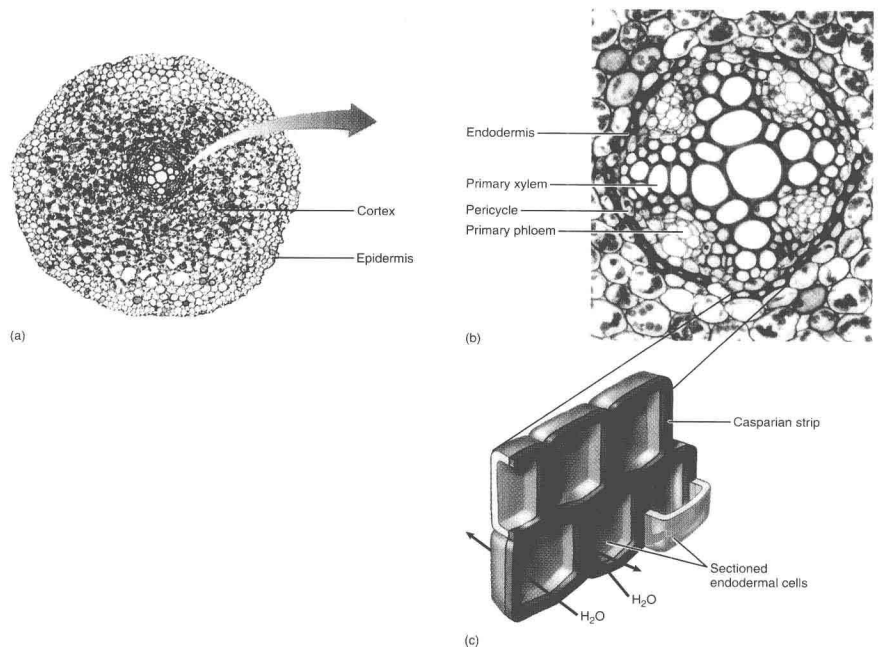 Cortex
Epidermis
(a)
Endodermis
Primary xylem
Pericycle
Primary phloem
(b)
Casparian strip
Sectioned
endodermal cells
H₂O
H₂O
(c)